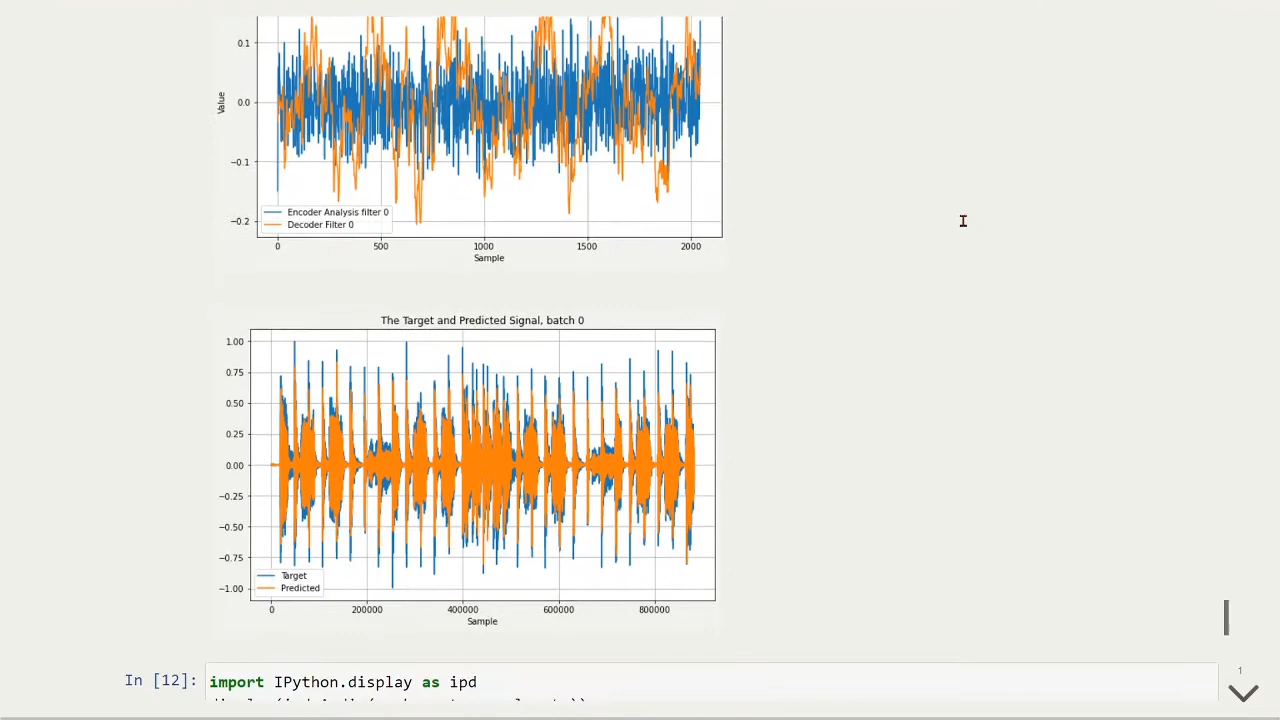 0.1
0.0
−0.1
−0.2
Value
Encoder Analysis filter 0
Decoder Filter 0
0 500 1000 1500 2000
Sample
The Target and Predicted Signal, batch 0
1.00
0.75
0.50
0.25
0.00
−0.25
−0.50
−0.75
−1.00
Target
Predicted
0 200000 400000 600000 800000
Sample
In [12]: import IPython.display as ipd
1